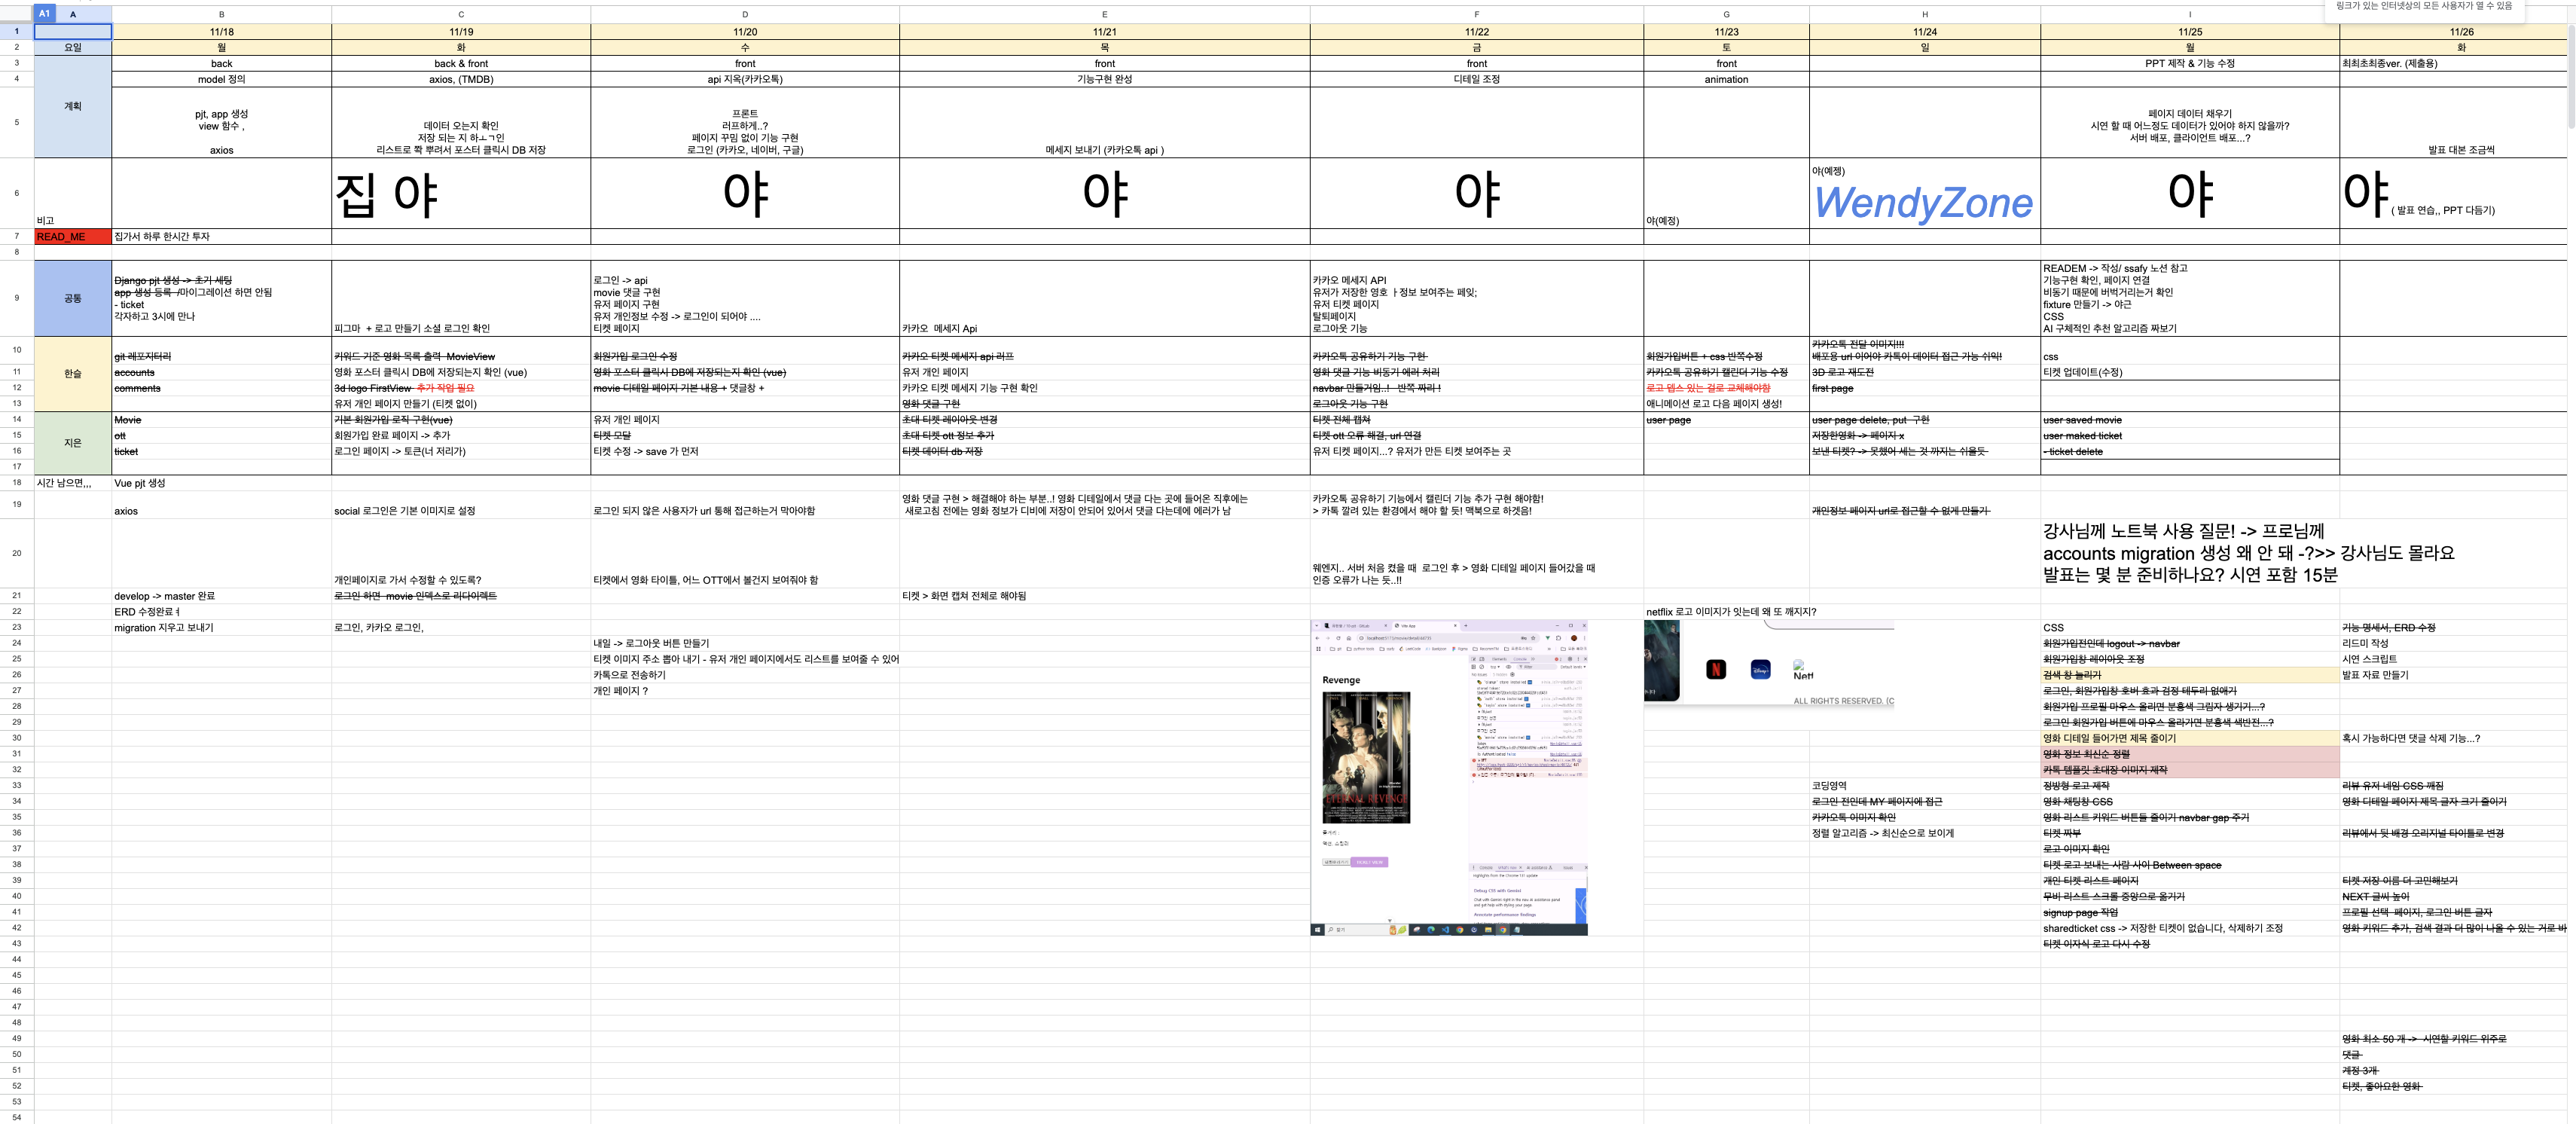 링크가 있는 인터넷상의 모든 사용자가 열 수 있음
A1 A B C D E F G H I
1 11/18 11/19 11/20 11/21 11/22 11/23 11/24 11/25 11/26
2 요일 월 화 수 목 금 토 일 월 화
3 back back & front front front front front PPT 제작 & 기능 수정 최최초최종ver. (제출용)
4 model 정의 axios, (TMDB) api 지옥(카카오톡) 기능구현 완성 디테일 조정 animation
계획
5
pjt, app 생성
view 함수 ,
axios
데이터 오는지 확인
저장 되는 지 하ㅗㄱ인
리스트로 쫙 뿌려서 포스터 클릭시 DB 저장
프론트
러프하게..?
페이지 꾸밈 없이 기능 구현
로그인 (카카오, 네이버, 구글)
메세지 보내기 (카카오톡 api )
페이지 데이터 채우기
시연 할 때 어느정도 데이터가 있어야 하지 않을까?
서버 배포, 클라이언트 배포...?
발표 대본 조금씩
6 비고
집 야
야
야
야
야(예정)
야(예젱)
WendyZone
야
야 ( 발표 연습,, PPT 다듬기)
7 READ_ME 집가서 하루 한시간 투자
8
9 공통
Django pjt 생성 -> 초기 세팅
app 생성 등록 /마이그레이션 하면 안됨
- ticket
각자하고 3시에 만나
피그마 + 로고 만들기 소셜 로그인 확인
로그인 -> api
movie 댓글 구현
유저 페이지 구현
유저 개인정보 수정 -> 로그인이 되어야 ....
티켓 페이지
카카오 메세지 Api
카카오 메세지 API
유저가 저장한 영호 ㅏ정보 보여주는 페잊;
유저 티켓 페이지
탈퇴페이지
로그아웃 기능
READEM -> 작성/ ssafy 노션 참고
기능구현 확인, 페이지 연결
비동기 때문에 버벅거리는거 확인
fixture 만들기 -> 야근
CSS
AI 구체적인 추천 알고리즘 짜보기
한슬
10 git 레포지터리 키워드 기준 영화 목록 출력 MovieView 회원가입 로그인 수정 카카오 티켓 메세지 api 러프 카카오톡 공유하기 기능 구현 회원가입버튼 + css 반쪽수정
카카오톡 전달 이미지!!!
배포용 url 이어야 카톡이 데이터 접근 가능 쉬익!
css
11 accounts 영화 포스터 클릭시 DB에 저장되는지 확인 (vue) 영화 포스터 클릭시 DB에 저장되는지 확인 (vue) 유저 개인 페이지 영화 댓글 기능 비동기 에러 처리 카카오톡 공유하기 캘린더 기능 수정 3D 로고 재도전 티켓 업데이트(수정)
12 comments 3d logo FirstView 추가 작업 필요 movie 디테일 페이지 기본 내용 + 댓글창 + 카카오 티켓 메세지 기능 구현 확인 navbar 만들거임..! 반쪽 짜리 ! 로고 뎁스 있는 걸로 교체해야함 first page
13 유저 개인 페이지 만들기 (티켓 없이) 영화 댓글 구현 로그아웃 기능 구현 애니메이션 로고 다음 페이지 생성!
지은
14 Movie 기본 회원가입 로직 구현(vue) 유저 개인 페이지 초대 티켓 레이아웃 변경 티켓 전체 캡쳐 user page user page delete, put 구현 user saved movie
15 ott 회원가입 완료 페이지 -> 추가 티켓 모달 초대 티켓 ott 정보 추가 티켓 ott 오류 해결, url 연결 저장한영화 -> 페이지 x user maked ticket
16 ticket 로그인 페이지 -> 토큰(너 저리가) 티켓 수정 -> save 가 먼저 티켓 데이터 db 저장 유저 티켓 페이지...? 유저가 만든 티켓 보여주는 곳 보낸 티켓? -> 못했어 세는 것 까지는 쉬울듯 - ticket delete
17
18 시간 남으면,,, Vue pjt 생성
19 axios social 로그인은 기본 이미지로 설정 로그인 되지 않은 사용자가 url 통해 접근하는거 막아야함
영화 댓글 구현 > 해결해야 하는 부분..! 영화 디테일에서 댓글 다는 곳에 들어온 직후에는
새로고침 전에는 영화 정보가 디비에 저장이 안되어 있어서 댓글 다는데에 에러가 남
카카오톡 공유하기 기능에서 캘린더 기능 추가 구현 해야함!
> 카톡 깔려 있는 환경에서 해야 할 듯! 맥북으로 하겟음!
개인정보 페이지 url로 접근할 수 없게 만들기
20 개인페이지로 가서 수정할 수 있도록? 티켓에서 영화 타이틀, 어느 OTT에서 볼건지 보여줘야 함
웬엔지.. 서버 처음 켰을 때 로그인 후 > 영화 디테일 페이지 들어갔을 때
인증 오류가 나는 듯..!!
강사님께 노트북 사용 질문! -> 프로님께
accounts migration 생성 왜 안 돼 -?>> 강사님도 몰라요
발표는 몇 분 준비하나요? 시연 포함 15분
21 develop -> master 완료 로그인 하면 movie 인덱스로 리다이렉트 티켓 > 화면 캡쳐 전체로 해야됨
22 ERD 수정완료ㅕ netflix 로고 이미지가 잇는데 왜 또 깨지지?
23 migration 지우고 보내기 로그인, 카카오 로그인, CSS 기능 명세서, ERD 수정
24 내일 -> 로그아웃 버튼 만들기 회원가입전인데 logout -> navbar 리드미 작성
25 티켓 이미지 주소 뽑아 내기 - 유저 개인 페이지에서도 리스트를 보여줄 수 있어 회원가입창 레이아웃 조정 시연 스크립트
26 카톡으로 전송하기 검색 창 늘리기 발표 자료 만들기
27 개인 페이지 ? 로그인, 회원가입창 호버 효과 검정 테두리 없애기
28 회원가입 프로필 마우스 올리면 분홍색 그림자 생기기...?
29 로그인 회원가입 버튼에 마우스 올라가면 분홍색 색반전...?
30 영화 디테일 들어가면 제목 줄이기 혹시 가능하다면 댓글 삭제 기능...?
31 영화 정보 최신순 정렬
32 카톡 템플릿 초대장 이미지 제작
33 코딩영역 정방형 로고 제작 리뷰 유저 네임 CSS 깨짐
34 로그인 전인데 MY 페이지에 접근 영화 채팅창 CSS 영화 디테일 페이지 제목 글자 크기 줄이기
35 카카오톡 이미지 확인 영화 리스트 키워드 버튼들 줄이기 navbar gap 주기
36 정렬 알고리즘 -> 최신순으로 보이게 티켓 짜부 리뷰에서 뒷 배경 오리지널 타이틀로 변경
37 로고 이미지 확인
38 티켓 로고 보내는 사람 사이 Between space
39 개인 티켓 리스트 페이지 티켓 저장 이름 더 고민해보기
40 무비 리스트 스크롤 중앙으로 옮기기 NEXT 글씨 높이
41 signup page 작업 프로필 선택 페이지, 로그인 버튼 글자
42 sharedticket css -> 저장한 티켓이 없습니다, 삭제하기 조정 영화 키워드 추가, 검색 결과 더 많이 나올 수 있는 거로 바
43 티켓 이자식 로고 다시 수정
44
45
46
47
48
49 영화 최소 50 개 -> 시연할 키워드 위주로
50 댓글
51 계정 3개
52 티켓, 좋아요한 영화
53
54
Revenge
ETERNAL REVENGE
Disney+
Netf
ALL RIGHTS RESERVED. (C